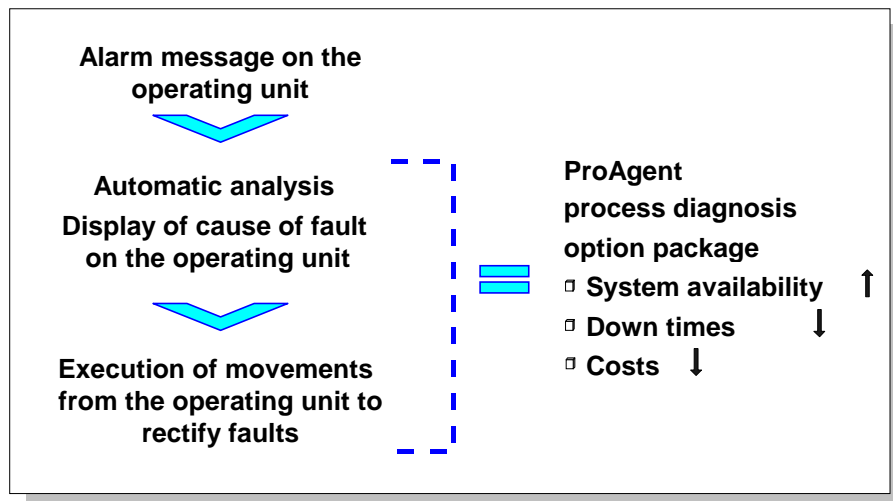 Alarm message on the
operating unit
Automatic analysis
Display of cause of fault
on the operating unit
Execution of movements
from the operating unit to
rectify faults
ProAgent
process diagnosis
option package
System availability
Down times
Costs